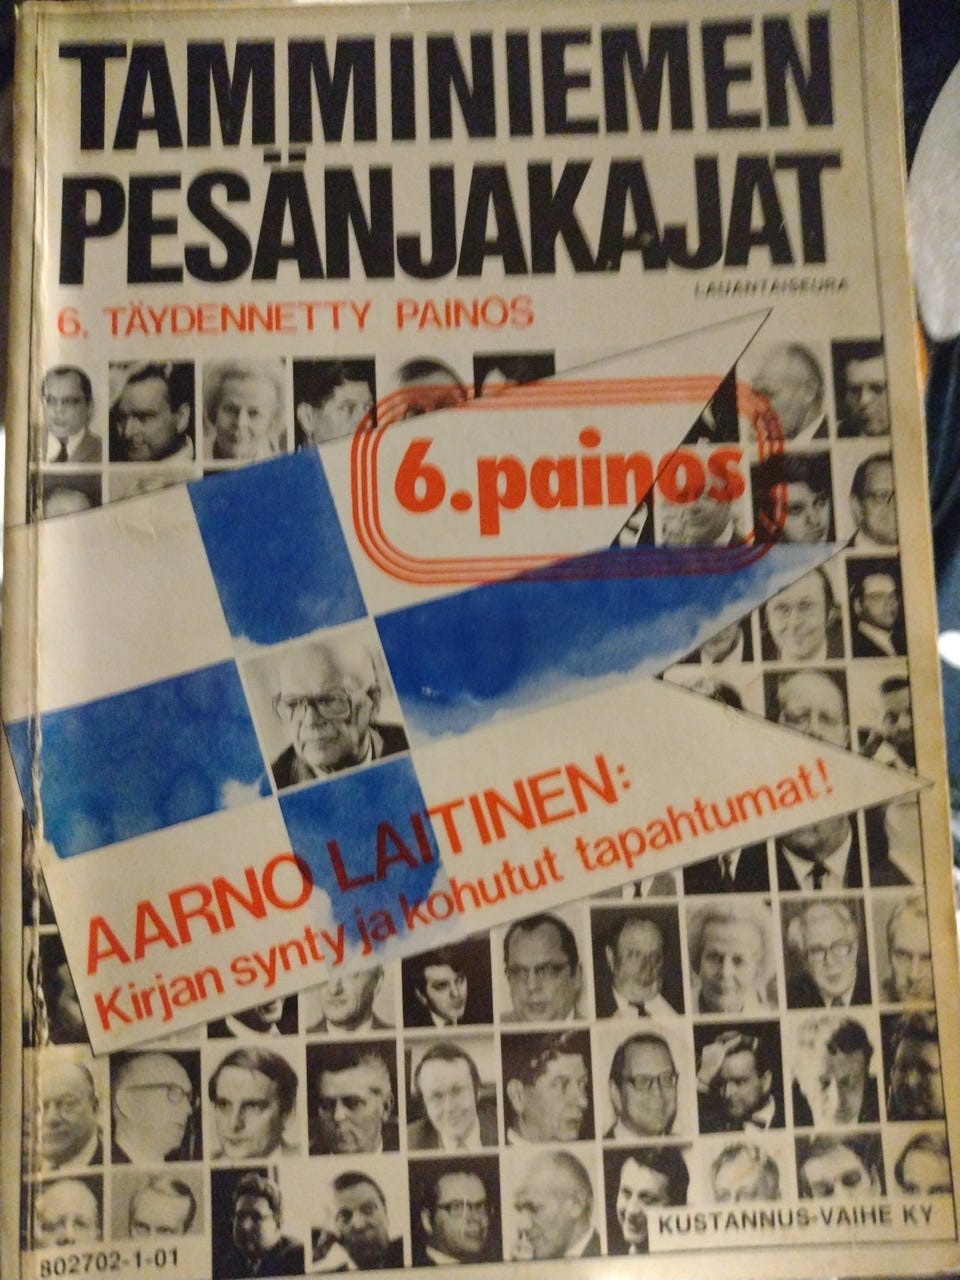 TAMMINIEMEN
PESÄNJAKAJAT
LAUANTAISEURA
6. TÄYDENNETTY PAINOS
6.painos
AARNO LAITINEN:
Kirjan synty ja kohutut tapahtumat!
KUSTANNUS-VAIHE KY
802702-1-01